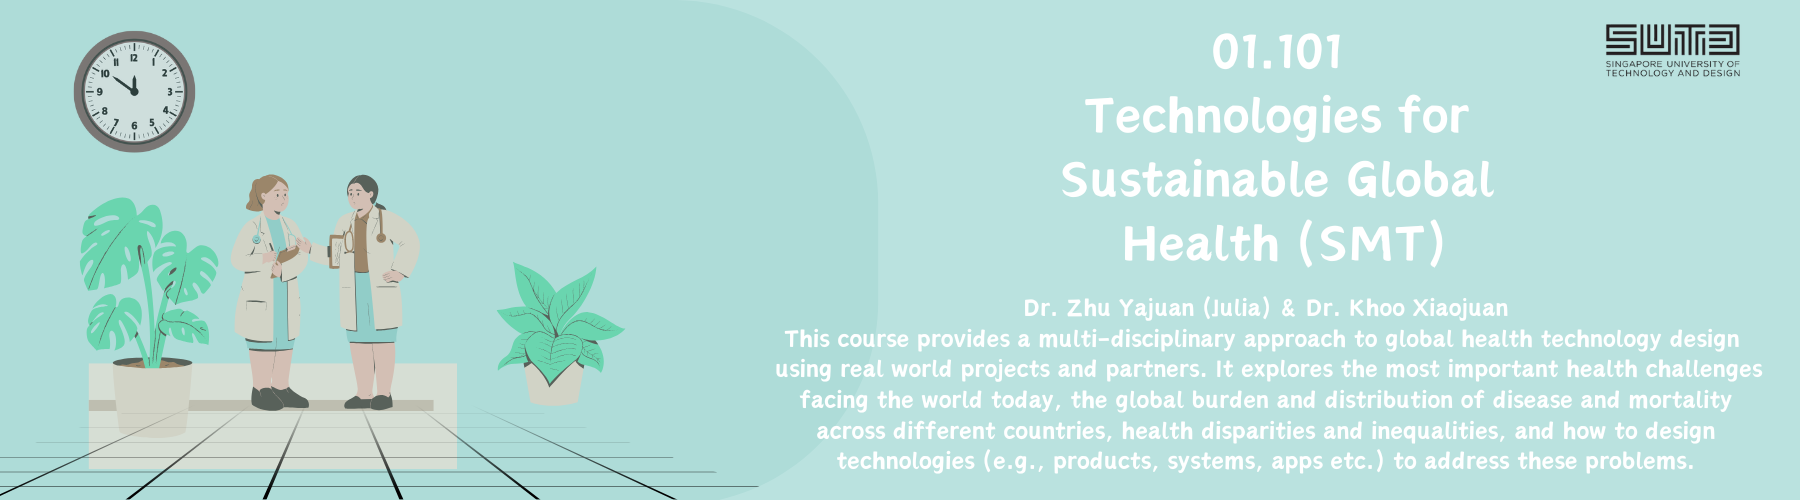 12
11
1
10
2
9
3
8
4
7
5
6
01.101
Technologies for
Sustainable Global
Health (SMT)
SUTD
SINGAPORE UNIVERSITY OF
TECHNOLOGY AND DESIGN
Dr. Zhu Yajuan (Julia) & Dr. Khoo Xiaojuan
This course provides a multi-disciplinary approach to global health technology design
using real world projects and partners. It explores the most important health challenges
facing the world today, the global burden and distribution of disease and mortality
across different countries, health disparities and inequalities, and how to design
technologies (e.g., products, systems, apps etc.) to address these problems.